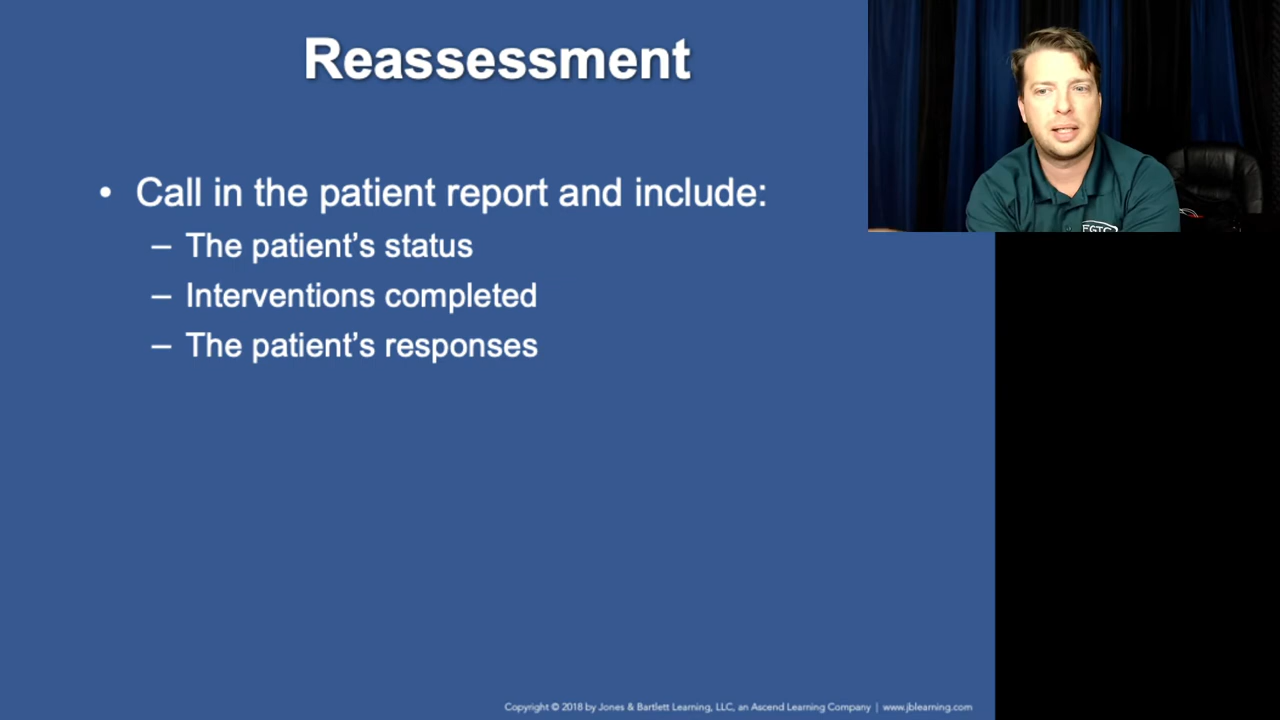 Reassessment
• Call in the patient report and include:
– The patient’s status
– Interventions completed
– The patient’s responses
Copyright © 2018 by Jones & Bartlett Learning, LLC, an Ascend Learning Company | www.jblearning.com